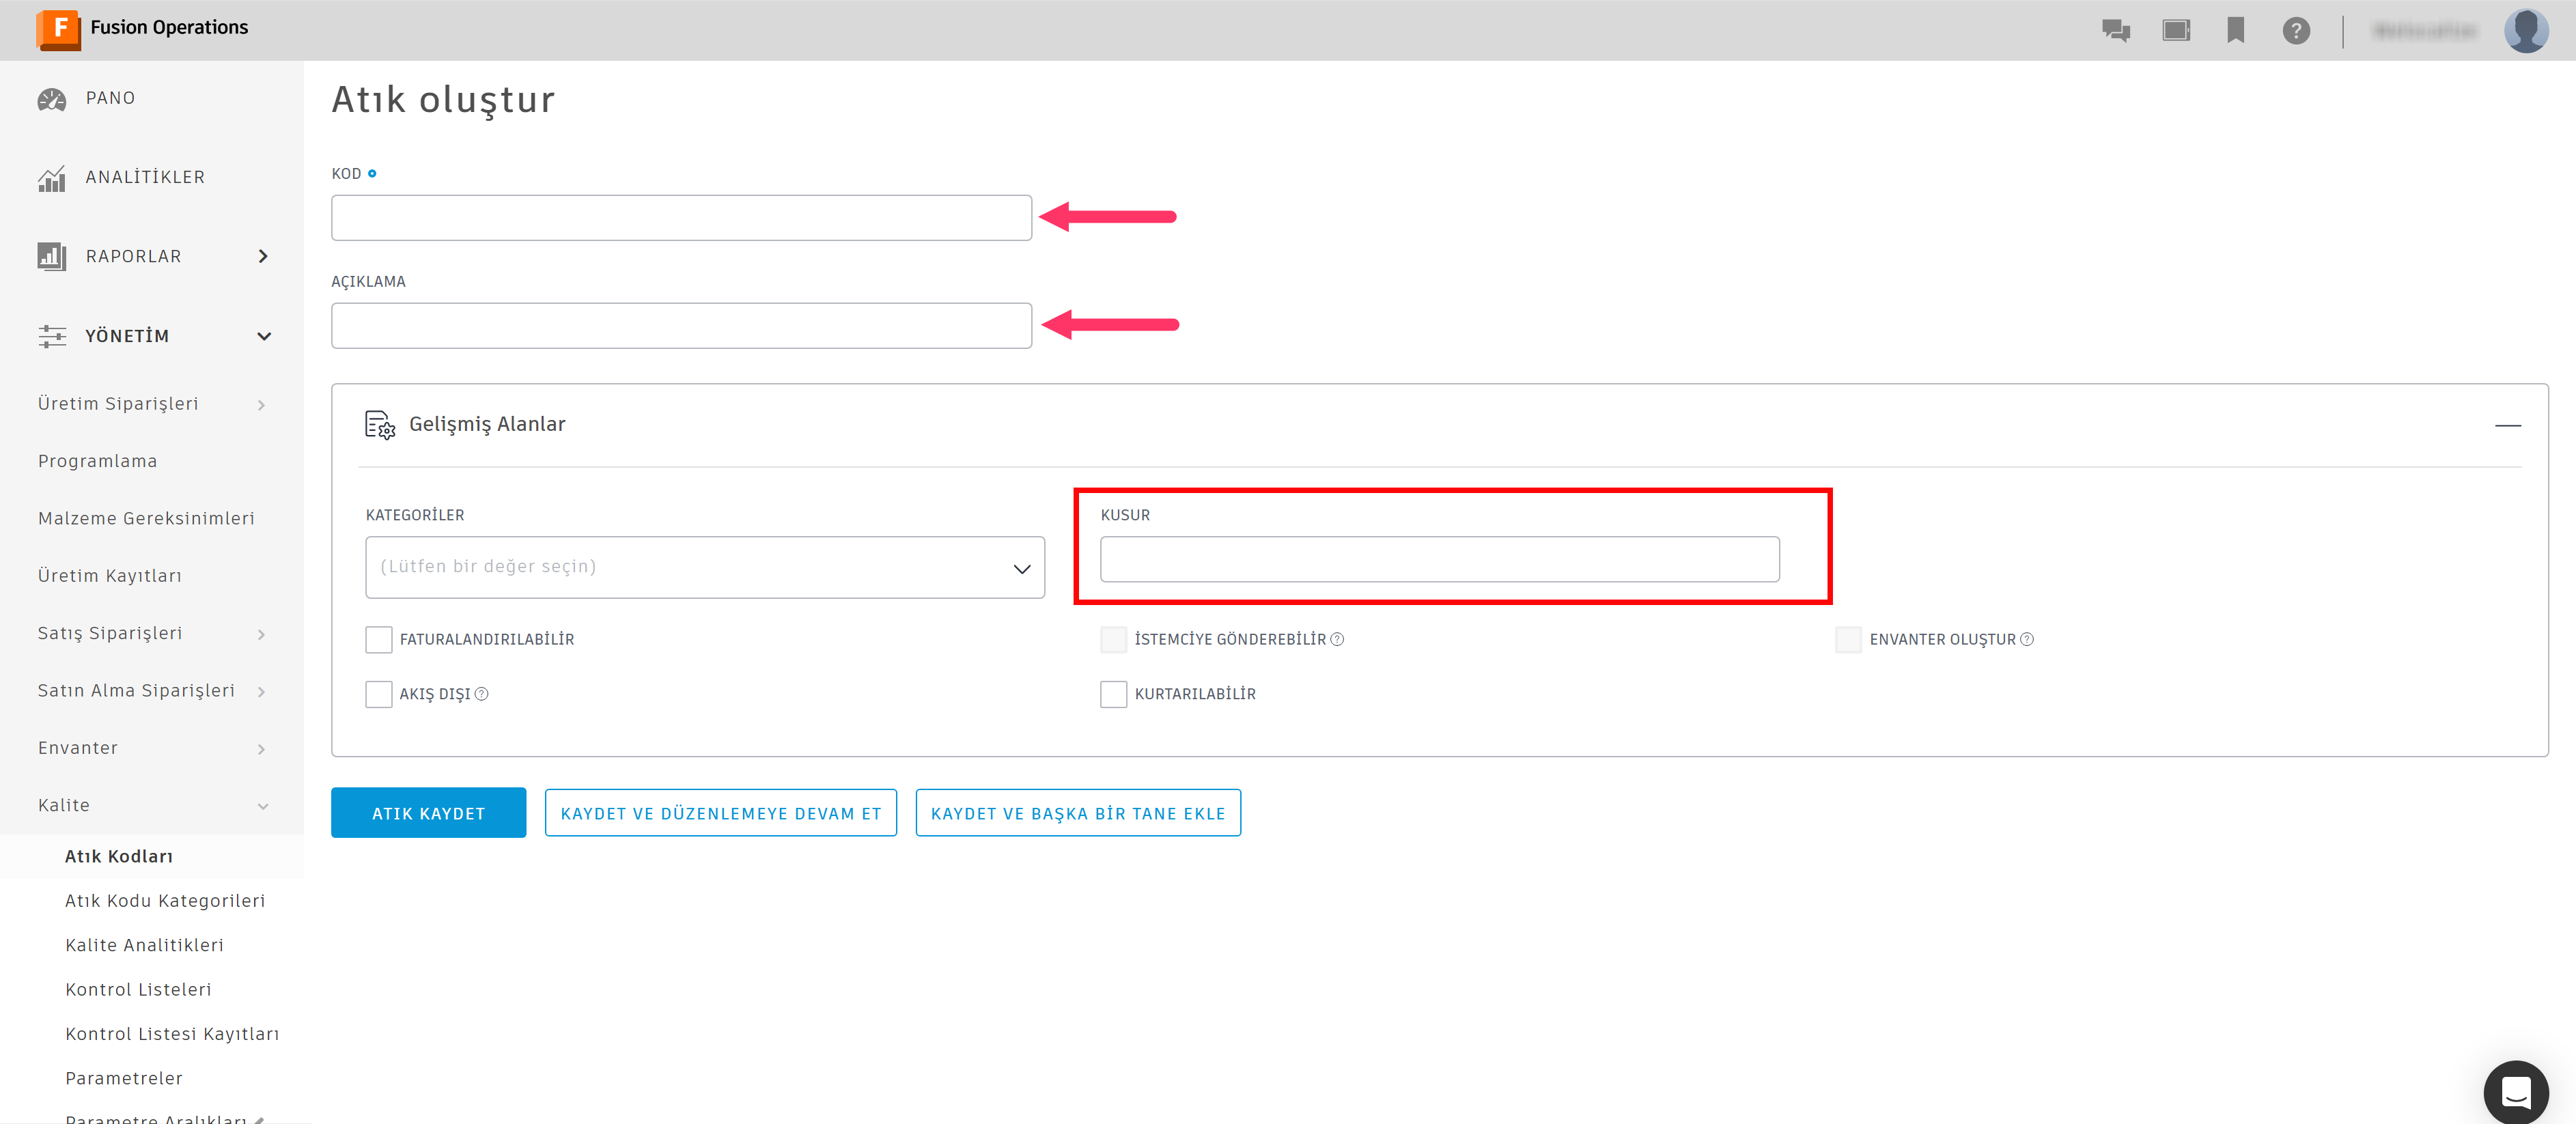 F Fusion Operations
?
PANO
ANALİTİKLER
RAPORLAR
YÖNETİM
Üretim Siparişleri
Programlama
Malzeme Gereksinimleri
Üretim Kayıtları
Satış Siparişleri
Satın Alma Siparişleri
Envanter
Kalite
Atık Kodları
Atık Kodu Kategorileri
Kalite Analitikleri
Kontrol Listeleri
Kontrol Listesi Kayıtları
Parametreler
Parametre Aralıkları
Atık oluştur
KOD
AÇIKLAMA
Gelişmiş Alanlar
KATEGORİLER
(Lütfen bir değer seçin)
KUSUR
FATURALANDIRILABİLİR
İSTEMCİYE GÖNDEREBİLİR ?
ENVANTER OLUŞTUR ?
AKIŞ DIŞI ?
KURTARILABİLİR
ATIK KAYDET
KAYDET VE DÜZENLEMEYE DEVAM ET
KAYDET VE BAŞKA BİR TANE EKLE